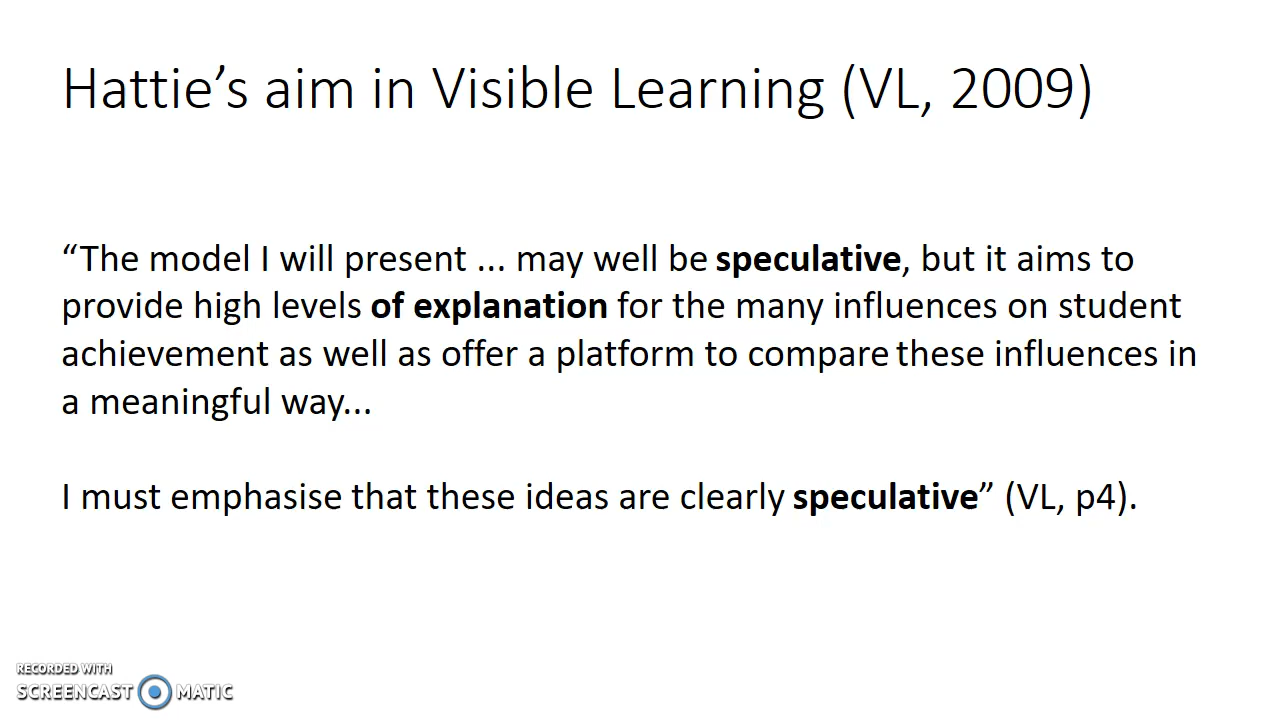 Hattie’s aim in Visible Learning (VL, 2009)
“The model I will present ... may well be speculative, but it aims to
provide high levels of explanation for the many influences on student
achievement as well as offer a platform to compare these influences in
a meaningful way...
I must emphasise that these ideas are clearly speculative” (VL, p4).
RECORDED WITH
SCREENCAST MATIC